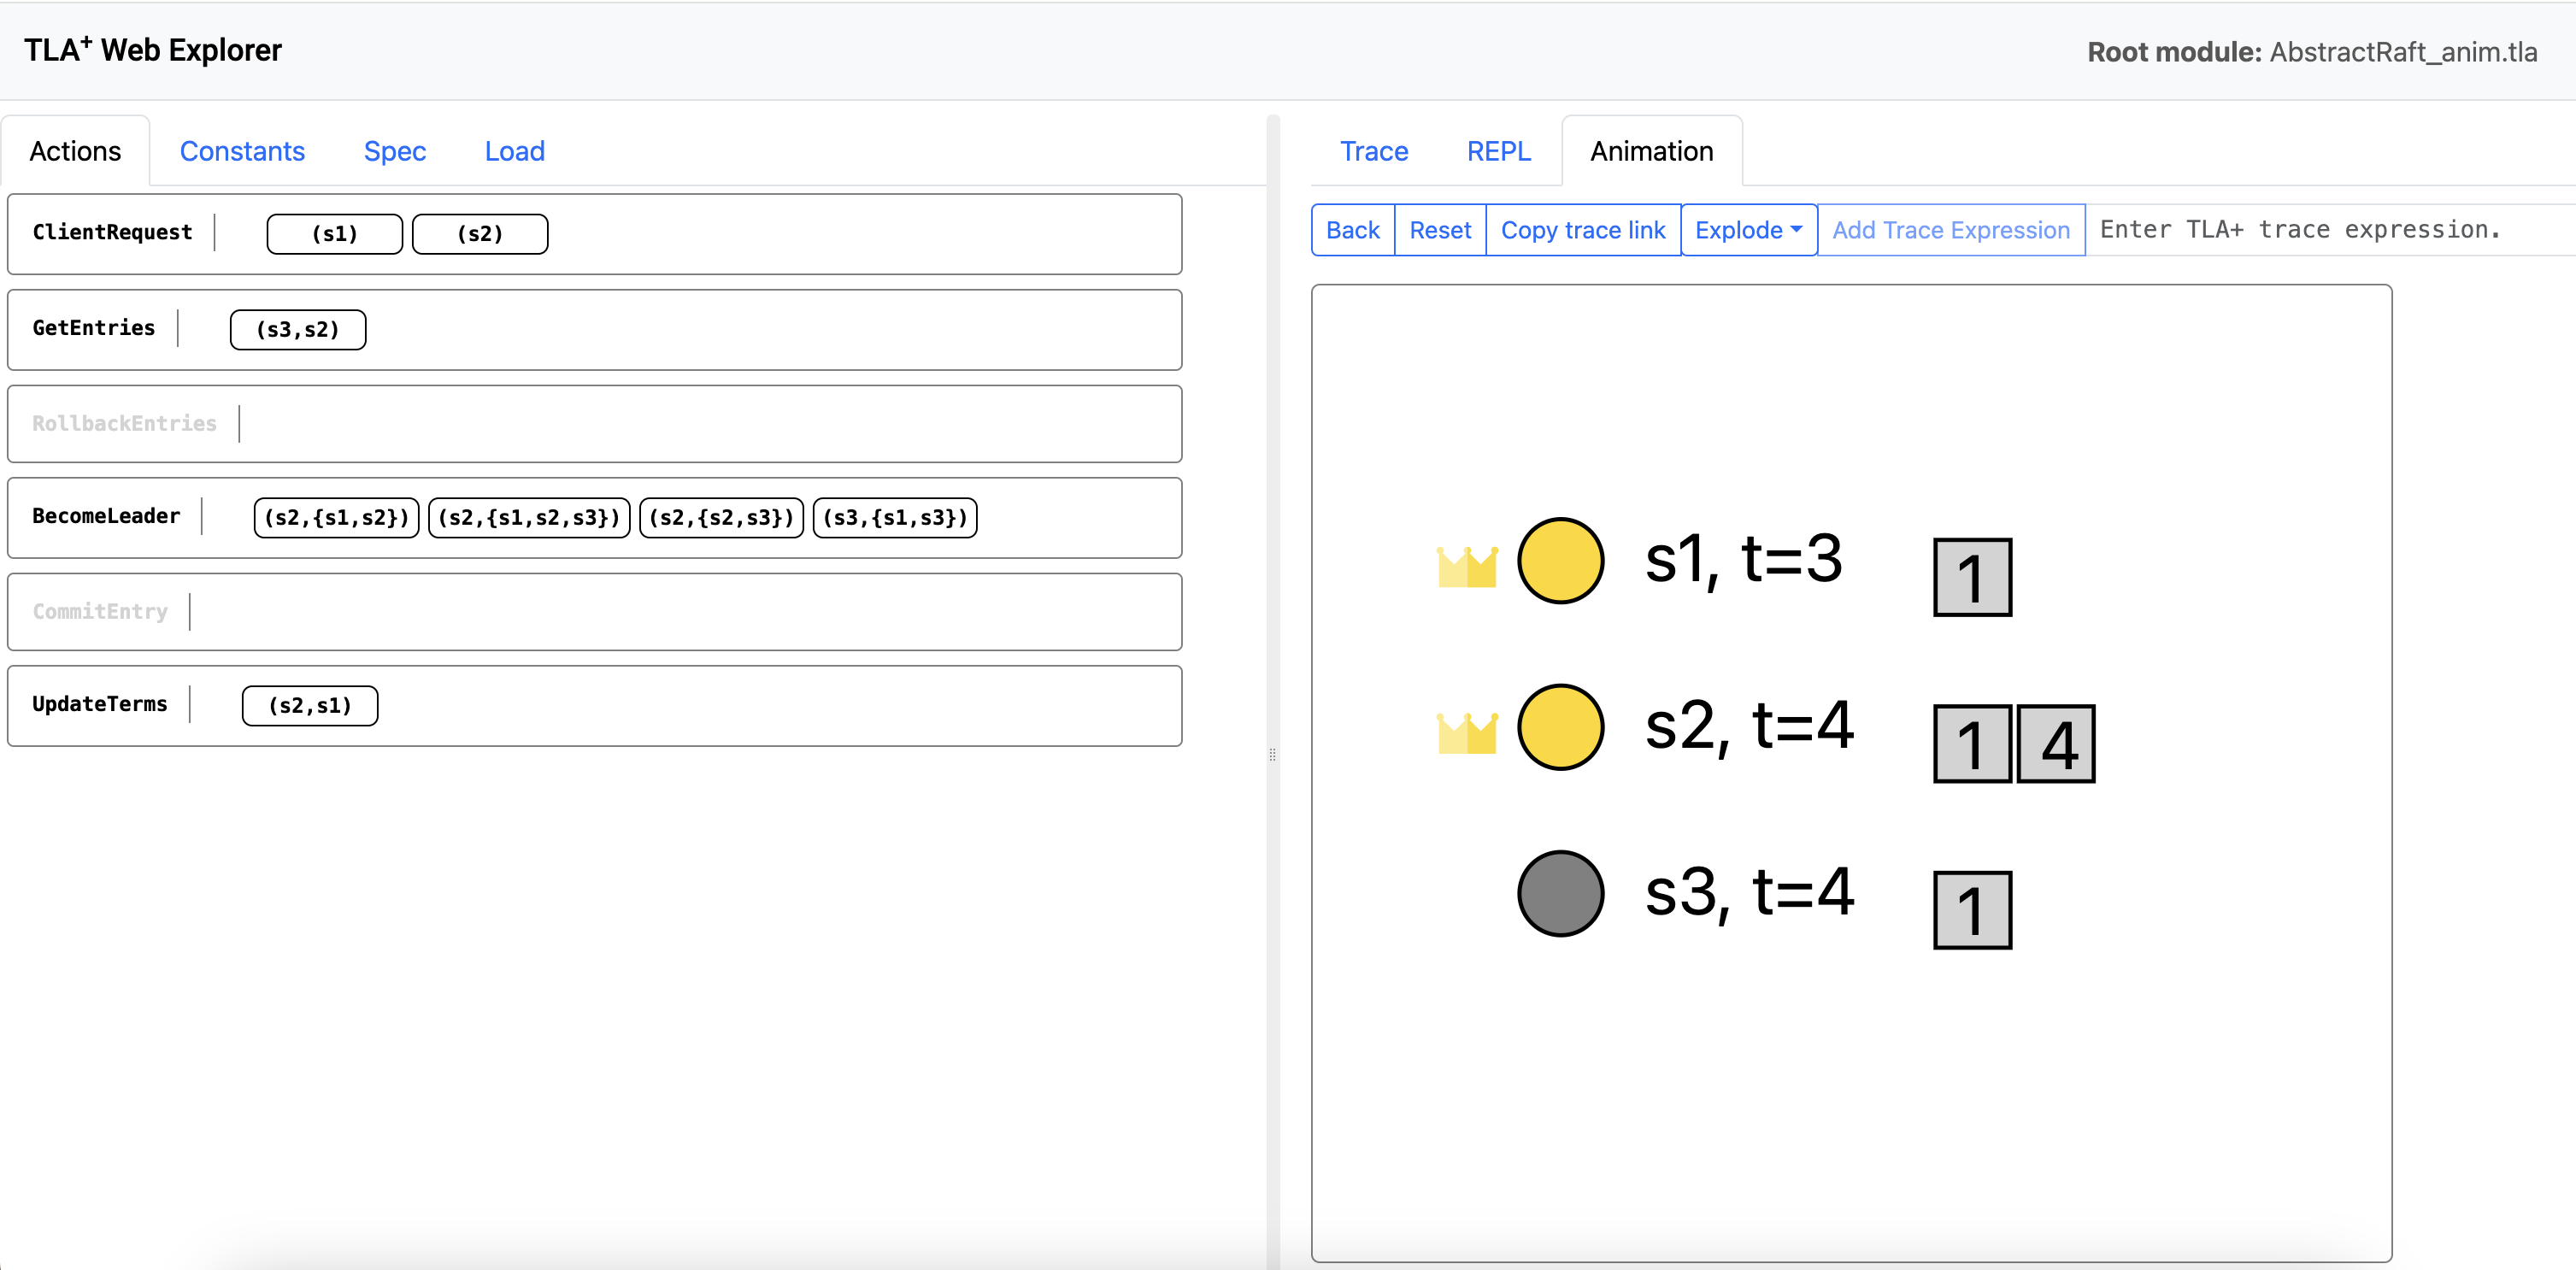 TLA+ Web Explorer
Root module: AbstractRaft_anim.tla
Actions Constants Spec Load
ClientRequest (s1) (s2)
GetEntries (s3,s2)
RollbackEntries
BecomeLeader (s2,{s1,s2}) (s2,{s1,s2,s3}) (s2,{s2,s3}) (s3,{s1,s3})
CommitEntry
UpdateTerms (s2,s1)
Trace REPL Animation
Back Reset Copy trace link Explode Add Trace Expression Enter TLA+ trace expression.
s1, t=3 1
s2, t=4 1 4
s3, t=4 1